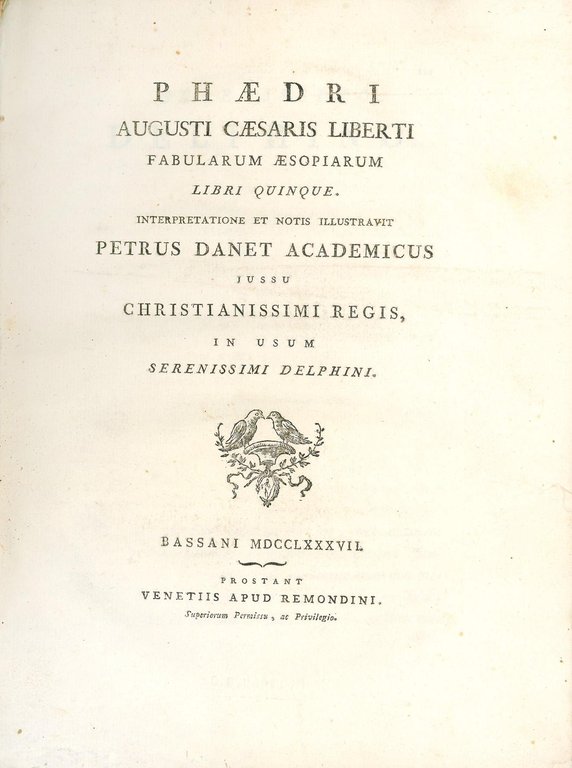 PHÆDRI
AUGUSTI CÆSARIS LIBERTI
FABULARUM ÆSOPIARUM
LIBRI QUINQUE.
INTERPRETATIONE ET NOTIS ILLUSTRAVIT
PETRUS DANET ACADEMICUS
JUSSU
CHRISTIANISSIMI REGIS,
IN USUM
SERENISSIMI DELPHINI.
BASSANI MDCCLXXXVII.
PROSTANT
VENETIIS APUD REMONDINI.
Superiorum Permissu, ac Privilegio.